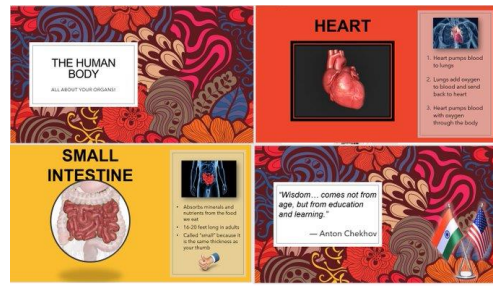 THE HUMAN
BODY
ALL ABOUT YOUR ORGANS!
HEART
1. Heart pumps blood
to lungs
2. Lungs add oxygen
to blood and send
back to heart
3. Heart pumps blood
with oxygen
through the body
SMALL
INTESTINE
• Absorbs minerals and
nutrients from the food
we eat
• 16-20 feet long in adults
• Called "small" because it
is the same thickness as
your thumb
"Wisdom... comes not from
age, but from education
and learning."
— Anton Chekhov